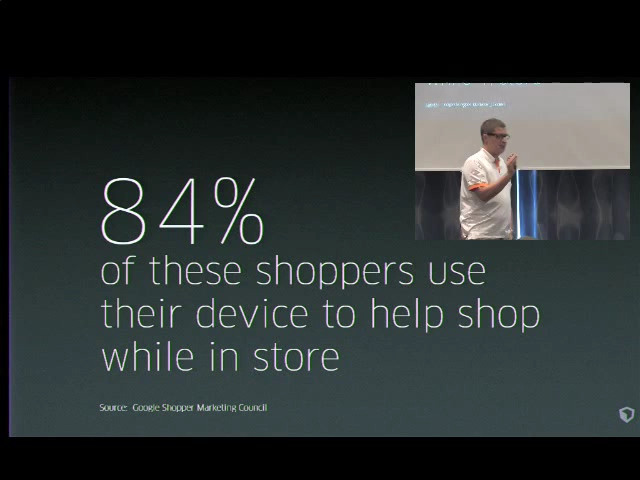 84%
of these shoppers use
their device to help shop
while in store
Source: Google Shopper Marketing Council